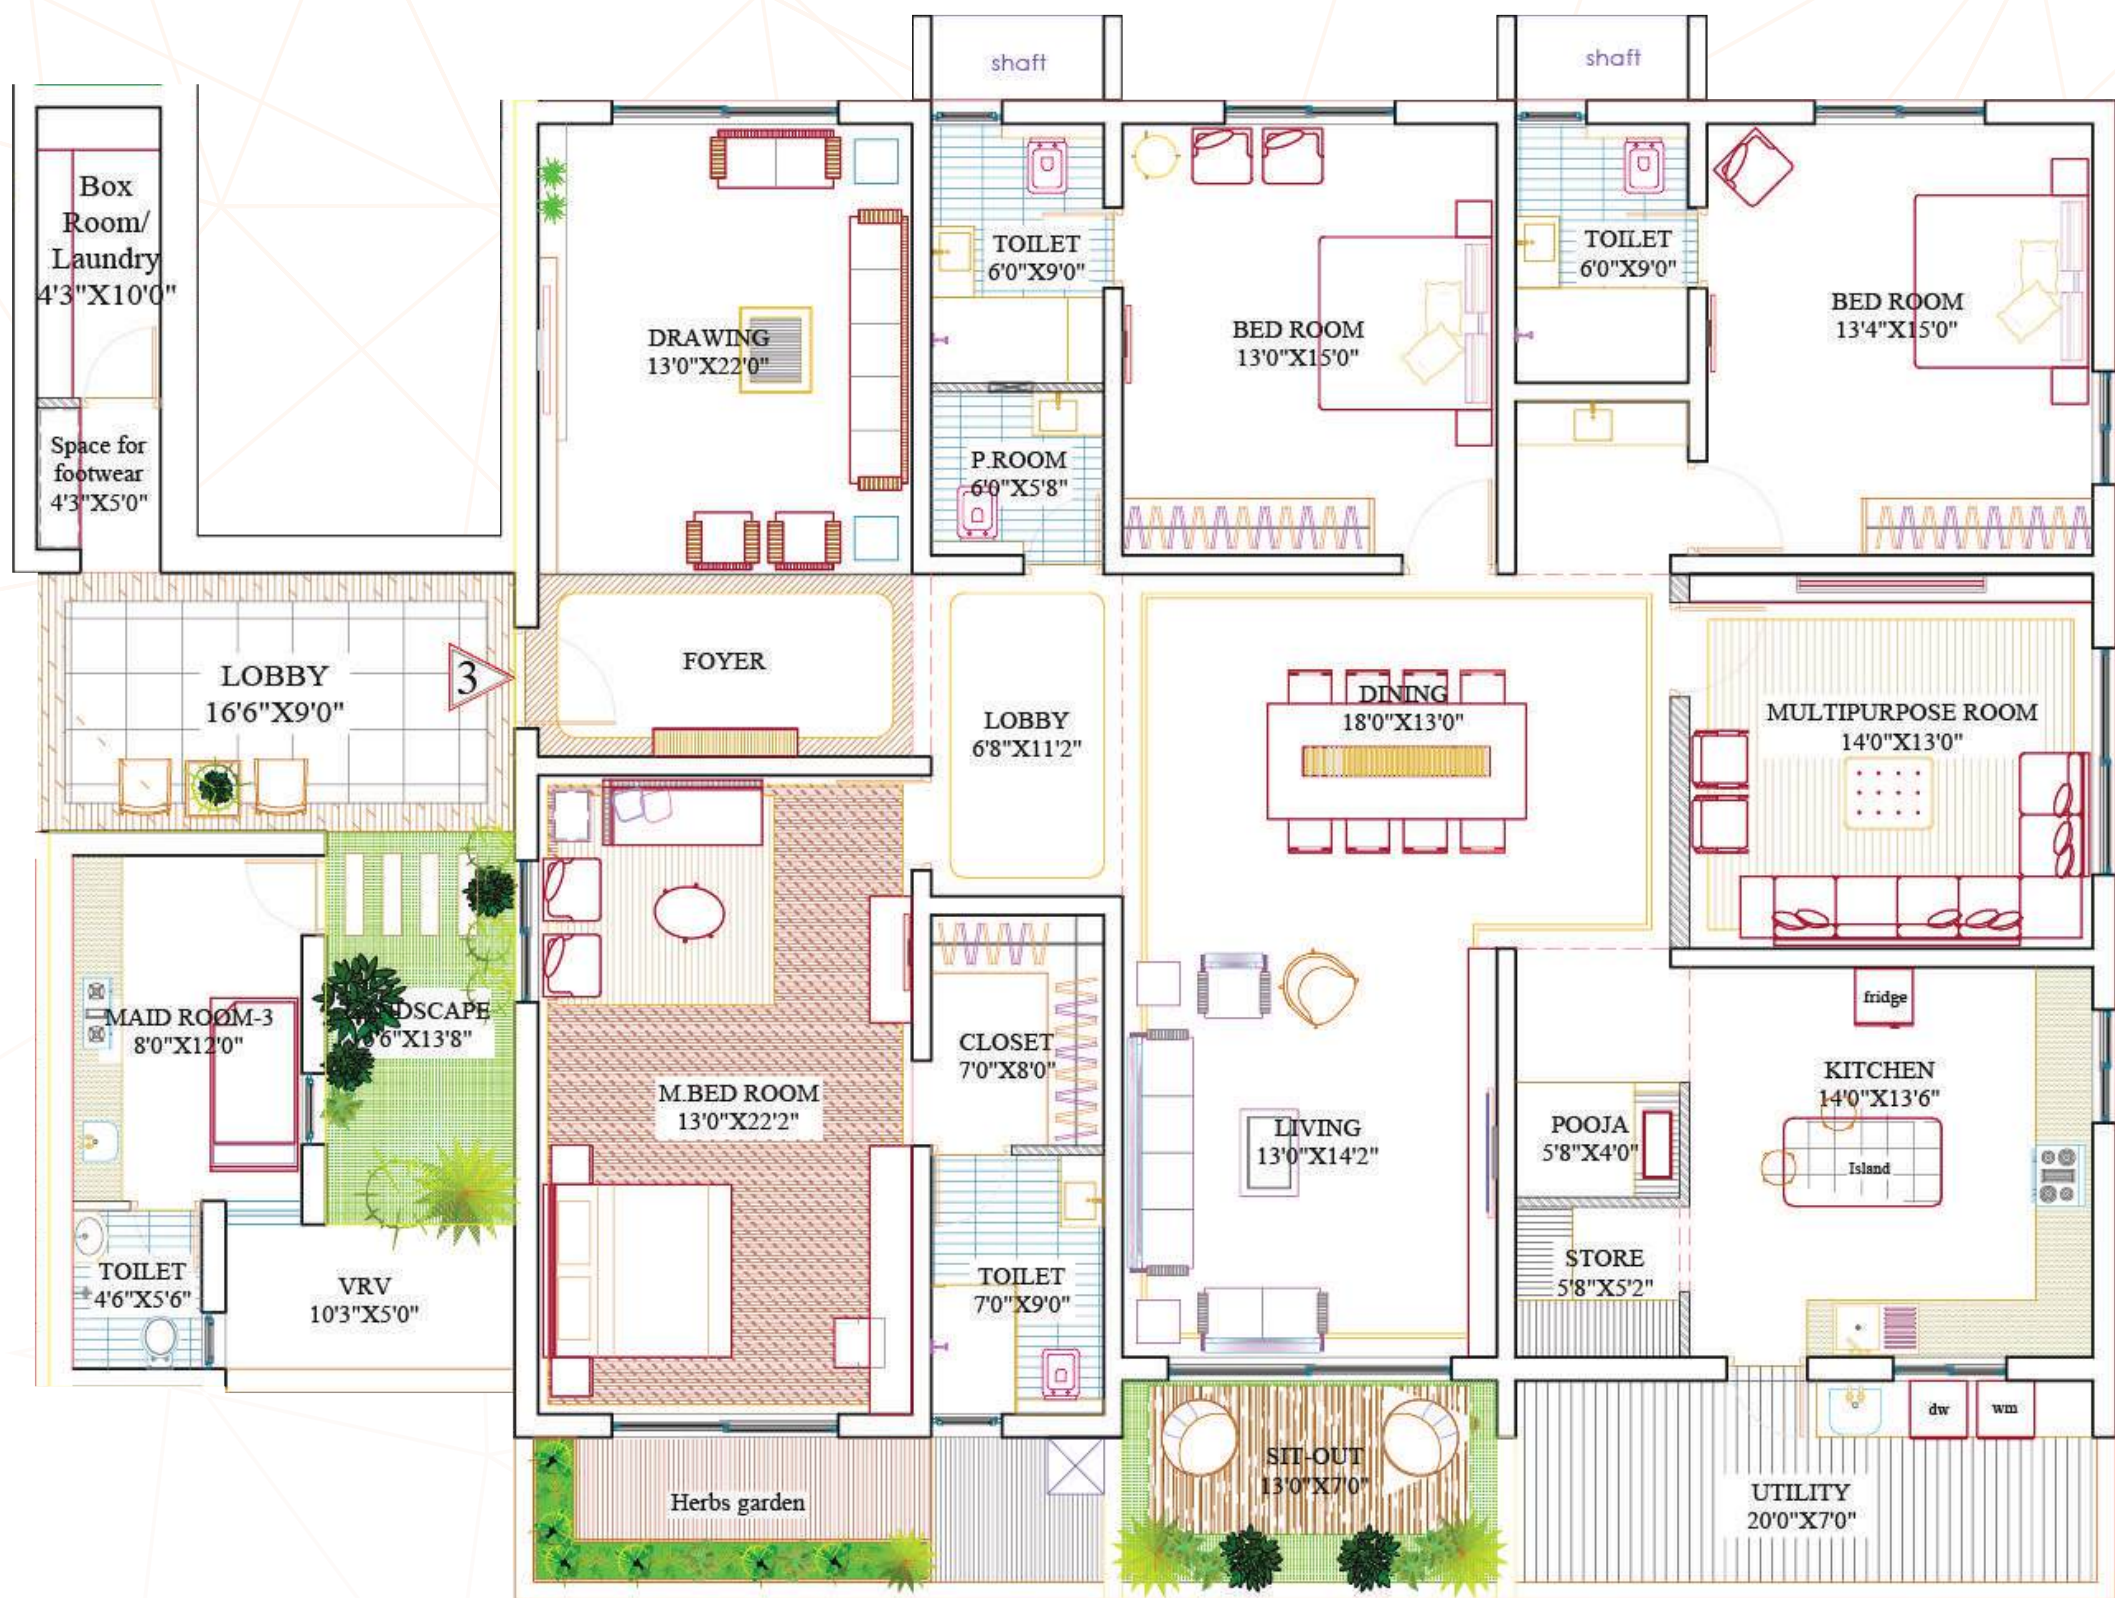 shaft
shaft
Box
Room/
Laundry
4'3"X10'0"
TOILET
6'0"X9'0"
TOILET
6'0"X9'0"
DRAWING
13'0"X22'0"
BED ROOM
13'0"X15'0"
BED ROOM
13'4"X15'0"
Space for
footwear
4'3"X5'0"
P.ROOM
6'0"X5'8"
LOBBY
16'6"X9'0"
3
FOYER
LOBBY
6'8"X11'2"
DINING
18'0"X13'0"
MULTIPURPOSE ROOM
14'0"X13'0"
MAID ROOM-3
8'0"X12'0"
M.BED ROOM
13'0"X22'2"
CLOSET
7'0"X8'0"
LIVING
13'0"X14'2"
fridge
KITCHEN
14'0"X13'6"
Island
POOJA
5'8"X4'0"
STORE
5'8"X5'2"
TOILET
4'6"X5'6"
VRV
10'3"X5'0"
TOILET
7'0"X9'0"
dw
wm
Herbs garden
SIT-OUT
13'0"X7'0"
UTILITY
20'0"X7'0"